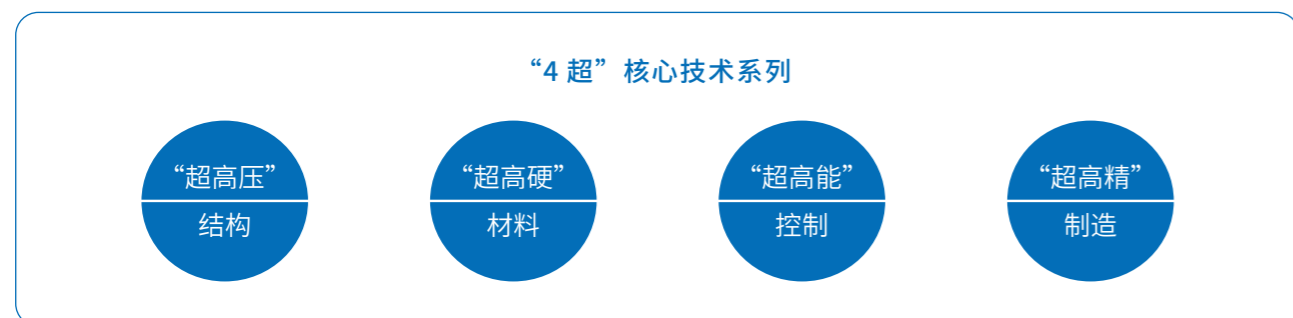 “4 超”核心技术系列
“超高压”
结构
“超高硬”
材料
“超高能”
控制
“超高精”
制造